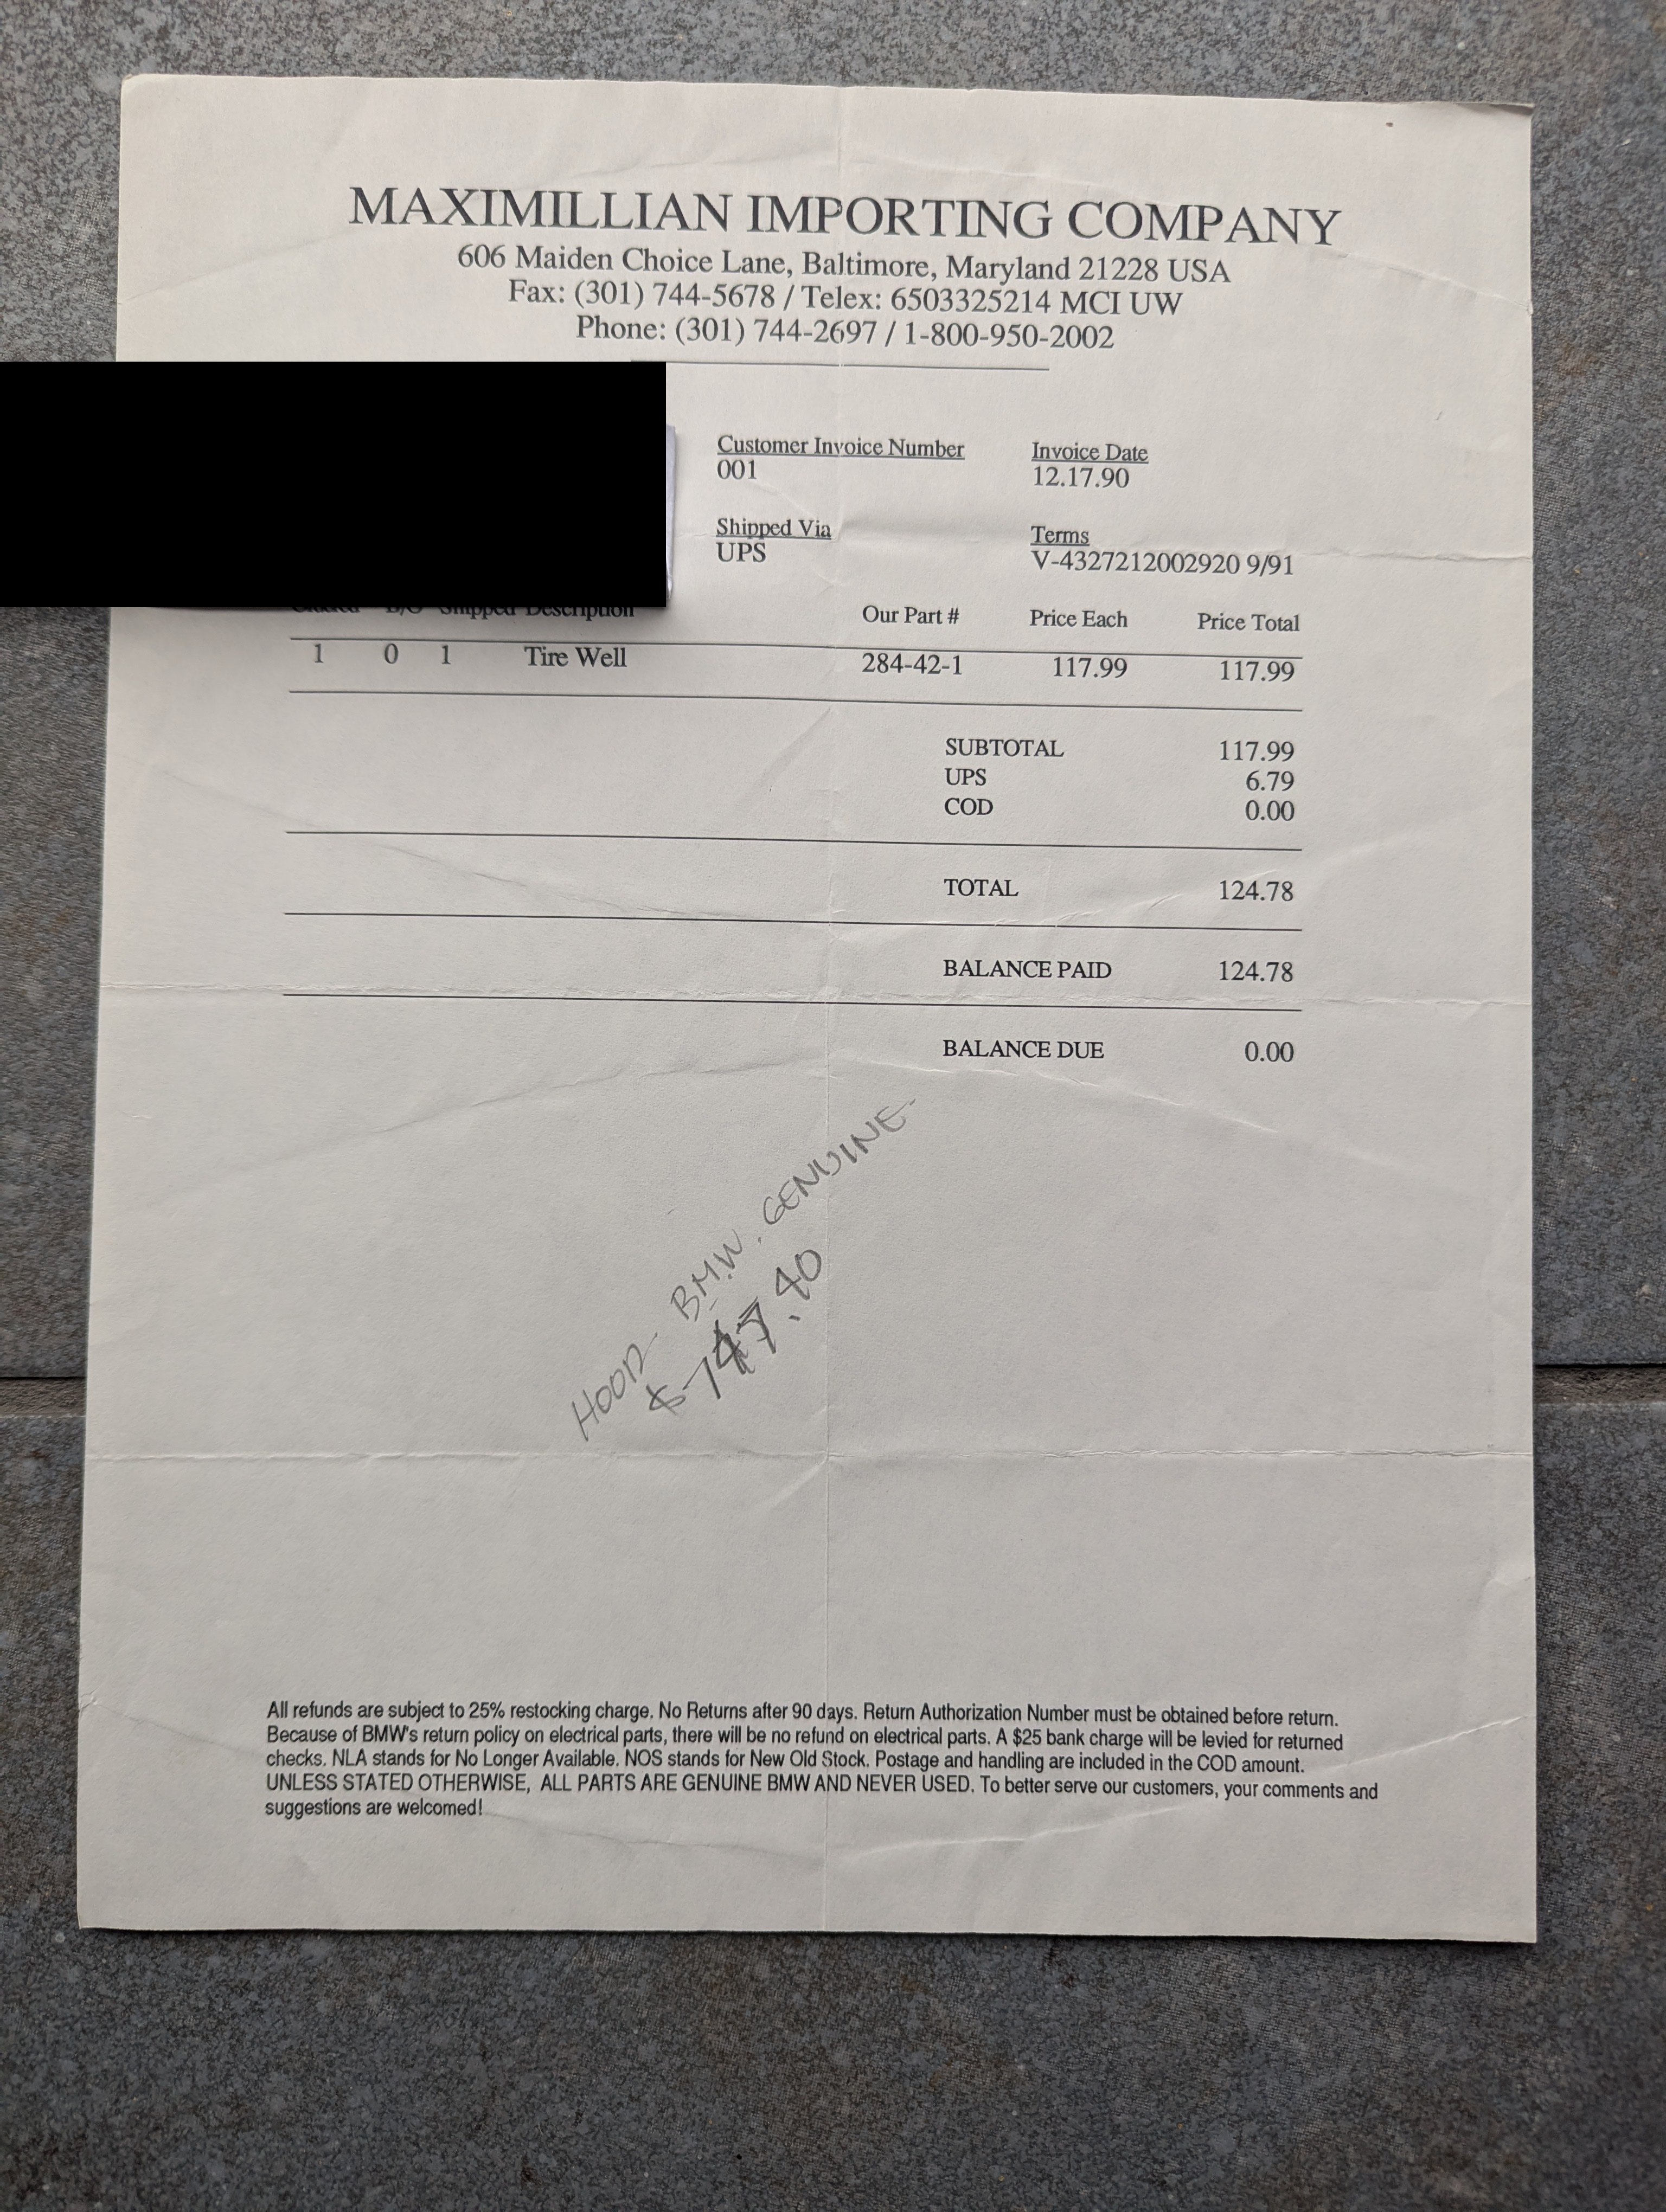 MAXIMILLIAN IMPORTING COMPANY
606 Maiden Choice Lane, Baltimore, Maryland 21228 USA
Fax: (301) 744-5678 / Telex: 6503325214 MCI UW
Phone: (301) 744-2697 / 1-800-950-2002
Customer Invoice Number Invoice Date
001 12.17.90
Shipped Via Terms
UPS V-4327212002920 9/91
Shipped Description Our Part # Price Each Price Total
1 0 1 Tire Well 284-42-1 117.99 117.99
SUBTOTAL 117.99
UPS 6.79
COD 0.00
TOTAL 124.78
BALANCE PAID 124.78
BALANCE DUE 0.00
HOOD - BMW. GENUINE-
All refunds are subject to 25% restocking charge. No Returns after 90 days. Return Authorization Number must be obtained before return.
Because of BMW's return policy on electrical parts, there will be no refund on electrical parts. A $25 bank charge will be levied for returned
checks. NLA stands for No Longer Available. NOS stands for New Old Stock. Postage and handling are included in the COD amount.
UNLESS STATED OTHERWISE, ALL PARTS ARE GENUINE BMW AND NEVER USED. To better serve our customers, your comments and
suggestions are welcomed!